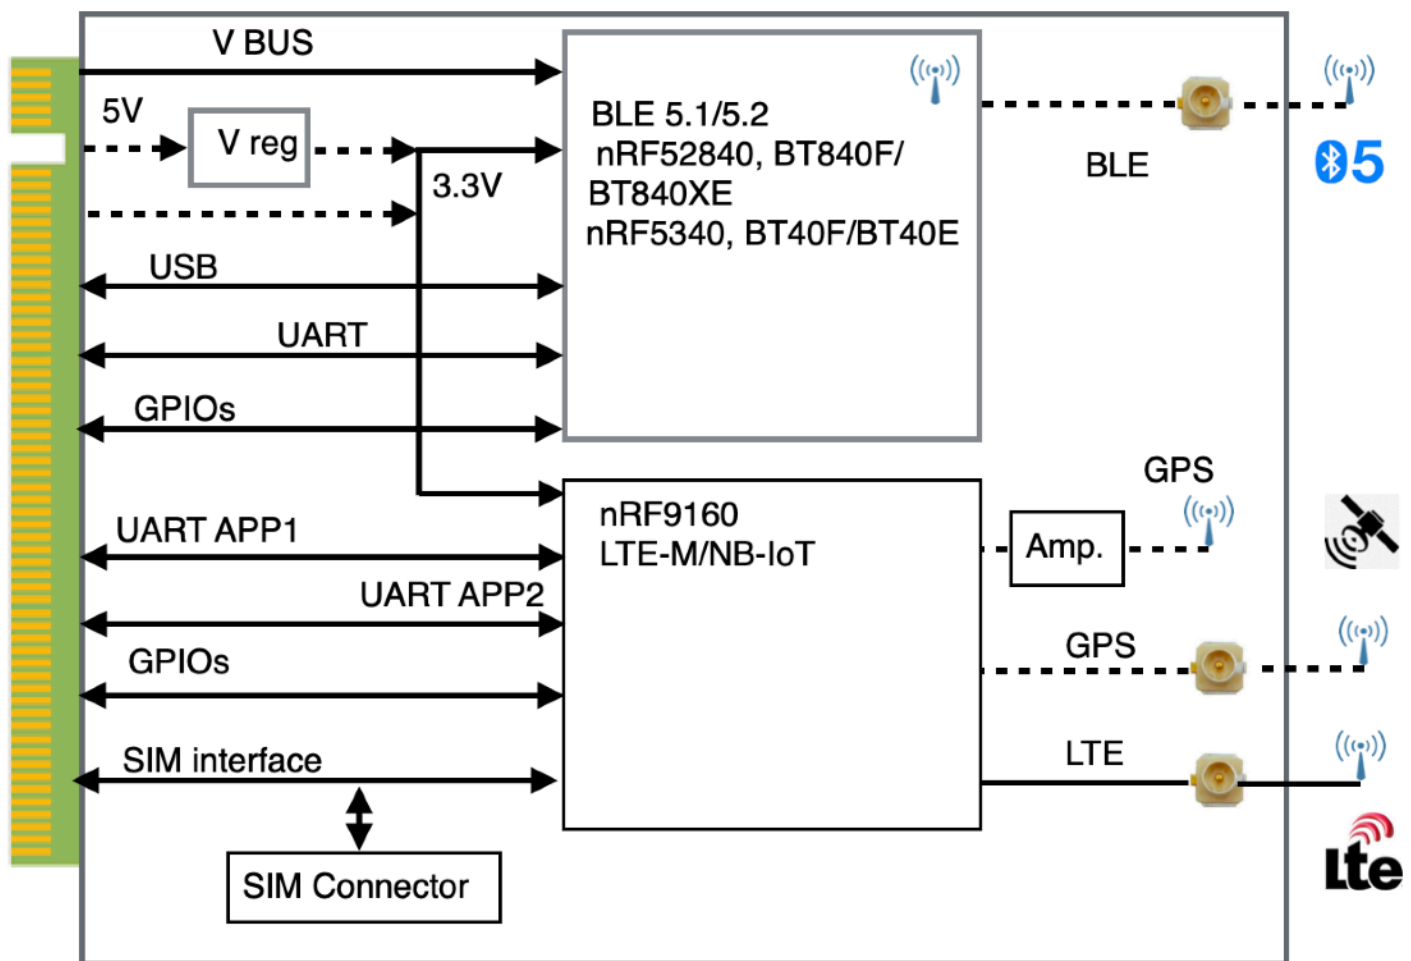 V BUS
5V
V reg
3.3V
USB
UART
GPIOs
BLE 5.1/5.2
nRF52840, BT840F/
BT840XE
nRF5340, BT40F/BT40E
BLE
5
GPS
UART APP1
nRF9160
LTE-M/NB-IoT
Amp.
UART APP2
GPIOs
GPS
SIM interface
LTE
SIM Connector
Lte